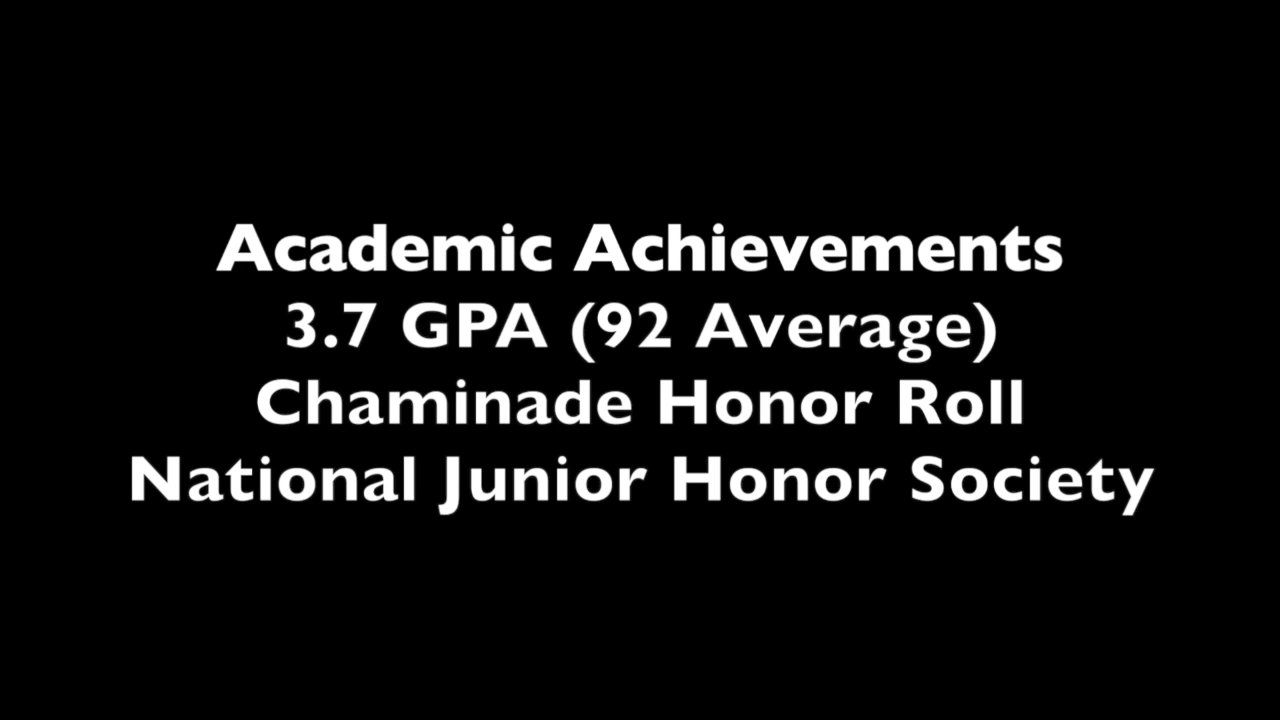 Academic Achievements
3.7 GPA (92 Average)
Chaminade Honor Roll
National Junior Honor Society